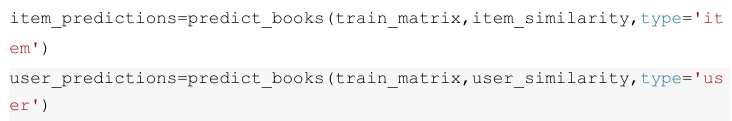 item_predictions=predict_books(train_matrix,item_similarity,type='it
em')
user_predictions=predict_books(train_matrix,user_similarity,type='us
er')